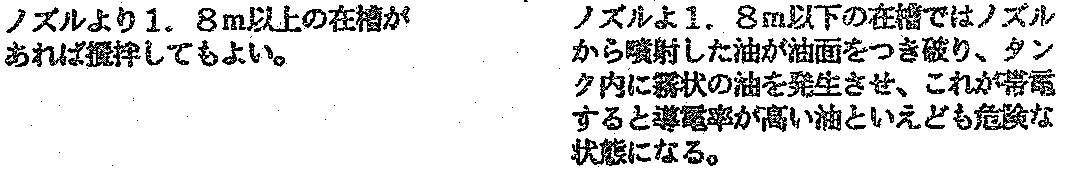 ノズルより１．８ｍ以上の在槽が
あれば攪拌してもよい。
ノズルよ１．８ｍ以下の在槽ではノズル
から噴射した油が油面をつき破り、タン
ク内に霧状の油を発生させ、これが帯電
すると導電率が高い油といえども危険な
状態になる。